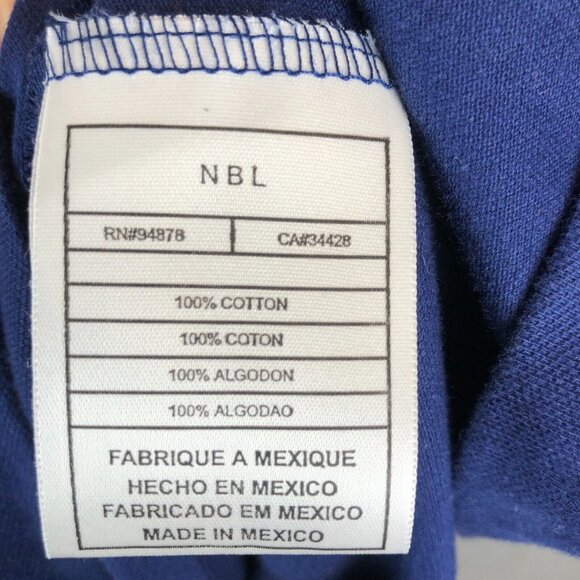 NBL
RN#94878 CA#34428
100% COTTON
100% COTON
100% ALGODON
100% ALGODAO
FABRIQUE A MEXIQUE
HECHO EN MEXICO
FABRICADO EM MEXICO
MADE IN MEXICO